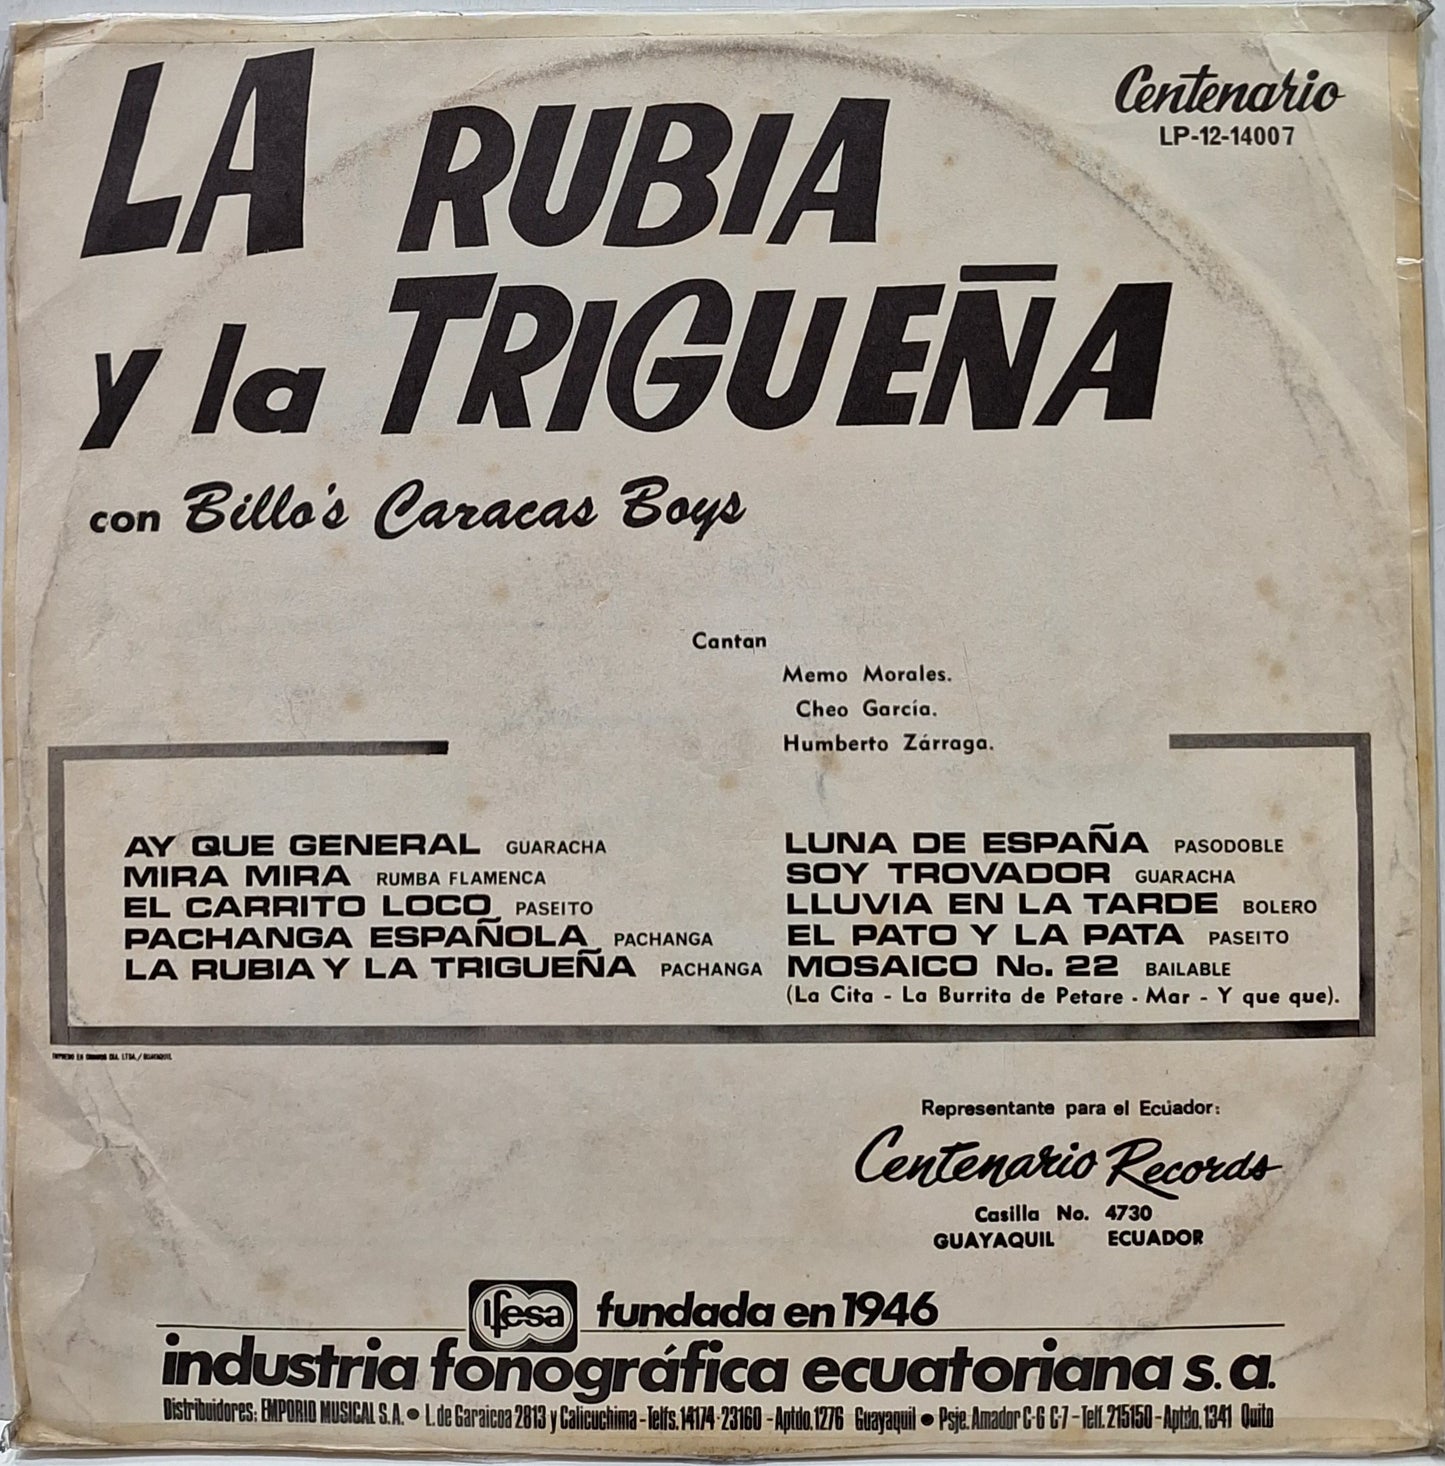 LA RUBIA
y la TRIGUEÑA
con Billo's Caracas Boys
Centenario
LP-12-14007
Cantan
Memo Morales.
Cheo García.
Humberto Zárraga.
AY QUE GENERAL GUARACHA
MIRA MIRA RUMBA FLAMENCA
EL CARRITO LOCO PASEITO
PACHANGA ESPAÑOLA PACHANGA
LA RUBIA Y LA TRIGUEÑA PACHANGA
LUNA DE ESPAÑA PASODOBLE
SOY TROVADOR GUARACHA
LLUVIA EN LA TARDE BOLERO
EL PATO Y LA PATA PASEITO
MOSAICO No. 22 BAILABLE
(La Cita - La Burrita de Petare - Mar - Y que que).
Representante para el Ecuador:
Centenario Records
Casilla No. 4730
GUAYAQUIL ECUADOR
ifesa fundada en 1946
industria fonográfica ecuatoriana s.a.
Distribuidores: EMPORIO MUSICAL S.A. ● L. de Garaicoa 2813 y Calicuchima - Telfs. 14174 - 23160 - Aptdo. 1276 Guayaquil ● Psje. Amador C-6 C-7 - Telf. 215150 - Aptdo. 1341 Quito